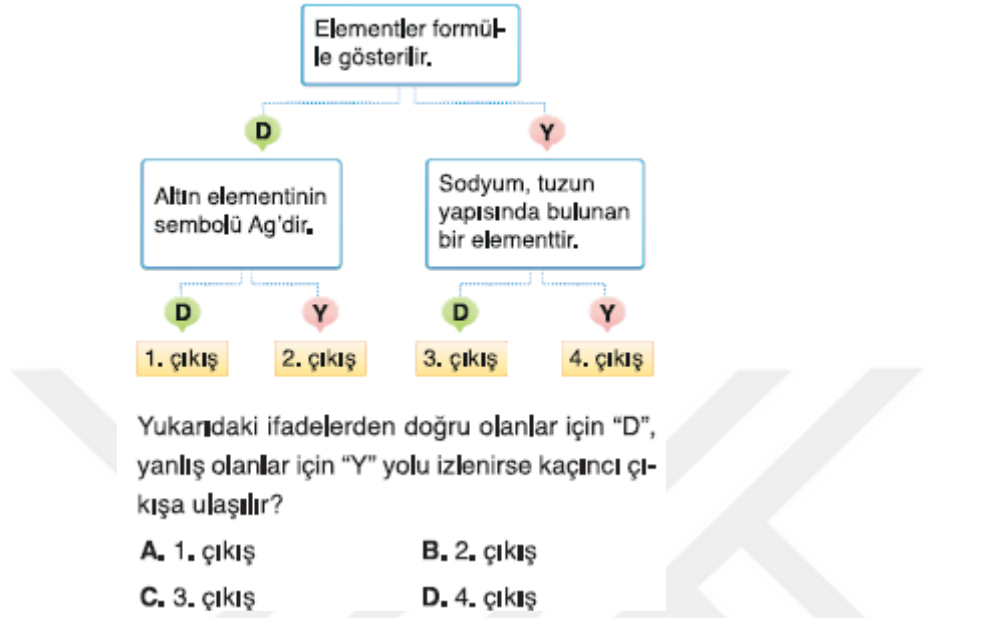 Elementler formül-
le gösterilir.
D
Y
Altın elementinin
sembolü Ag'dir.
Sodyum, tuzun
yapısında bulunan
bir elementtir.
D
Y
D
Y
1. çıkış
2. çıkış
3. çıkış
4. çıkış
Yukarıdaki ifadelerden doğru olanlar için “D”,
yanlış olanlar için “Y” yolu izlenirse kaçıncı çı-
kışa ulaşılır?
A. 1. çıkış
B. 2. çıkış
C. 3. çıkış
D. 4. çıkış